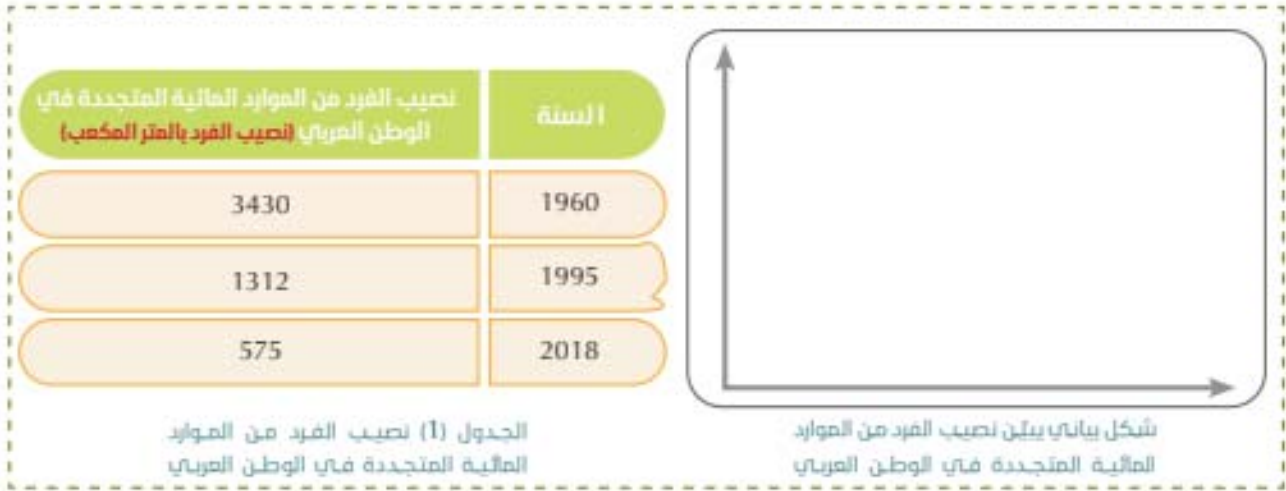 السنة
نصيب الفرد من الموارد المائية المتجددة في
الوطن العربي (نصيب الفرد بالمتر المكعب)
1960
3430
1995
1312
2018
575
شكل بياني يبيّن نصيب الفرد من الموارد
المائية المتجددة في الوطن العربي
الجدول (1) نصيب الفرد من الموارد
المائية المتجددة في الوطن العربي